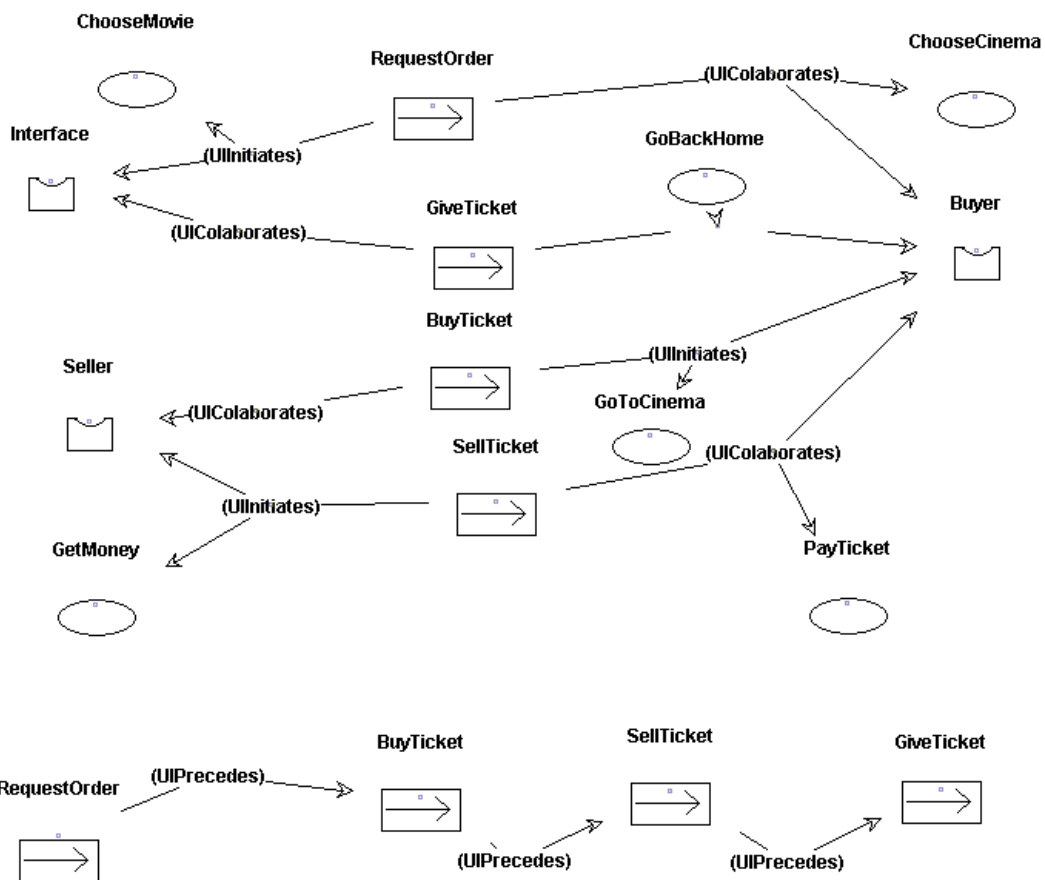 ChooseMovie
RequestOrder
ChooseCinema
(UIColaborates)
Interface
(UIInitiates)
GoBackHome
Buyer
GiveTicket
(UIColaborates)
BuyTicket
(UIInitiates)
Seller
GoToCinema
(UIColaborates)
SellTicket
(UIColaborates)
(UIInitiates)
GetMoney
PayTicket
BuyTicket
SellTicket
GiveTicket
(UIPrecedes)
RequestOrder
(UIPrecedes)
(UIPrecedes)